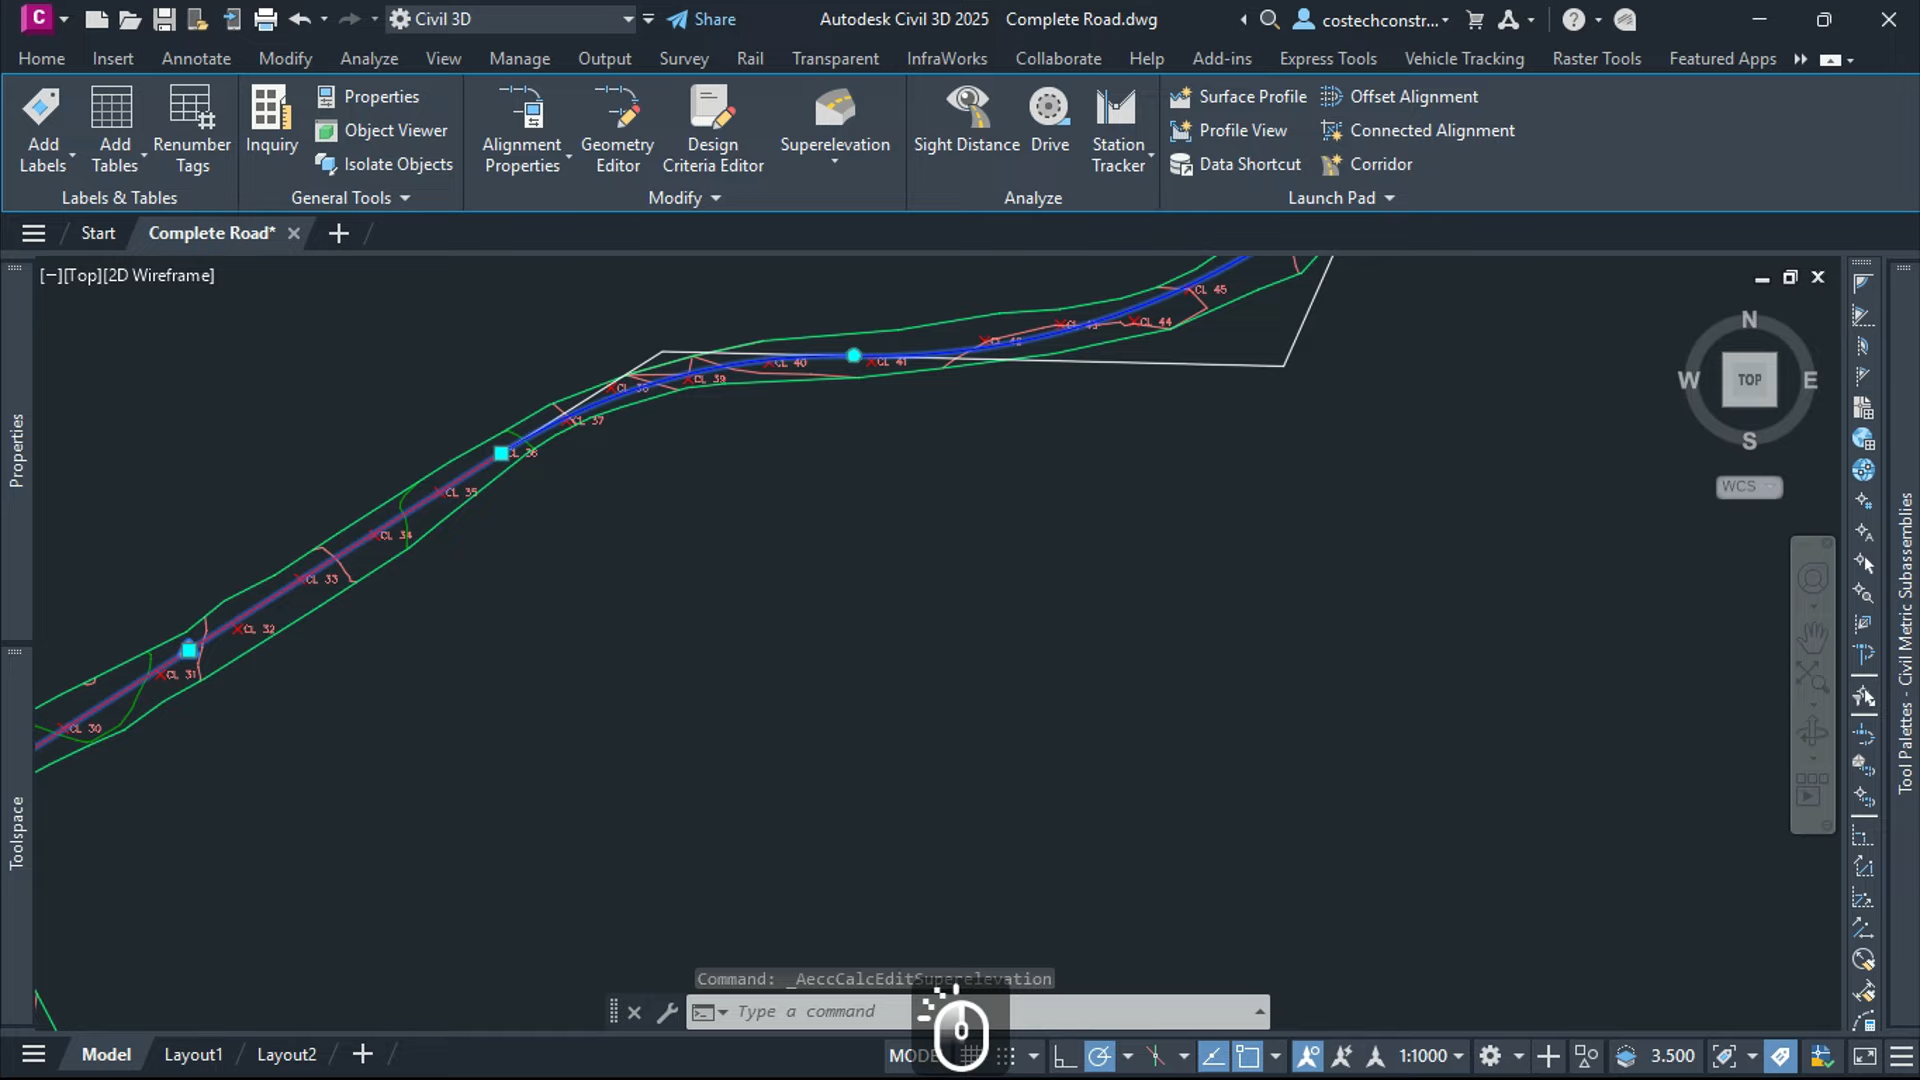 Civil 3D
Share
Autodesk Civil 3D 2025 Complete Road.dwg
costechconstr...
Home Insert Annotate Modify Analyze View Manage Output Survey Rail Transparent InfraWorks Collaborate Help Add-ins Express Tools Vehicle Tracking Raster Tools Featured Apps
Add Labels
Add Tables
Renumber Tags
Labels & Tables
Inquiry
Properties
Object Viewer
Isolate Objects
General Tools
Alignment Properties
Geometry Editor
Design Criteria Editor
Superelevation
Modify
Sight Distance
Drive
Station Tracker
Analyze
Surface Profile
Profile View
Data Shortcut
Offset Alignment
Connected Alignment
Corridor
Launch Pad
Start
Complete Road*
[−][Top][2D Wireframe]
N
W
TOP
E
S
WCS
CL 45
CL 44
CL 41
CL 40
CL 39
CL 37
CL 35
CL 34
CL 33
CL 32
CL 31
CL 30
Properties
Toolspace
Tool Palettes - Civil Metric Subassemblies
Command: _AeccCalcEditSuperelevation
Type a command
Model
Layout1
Layout2
1:1000
3.500